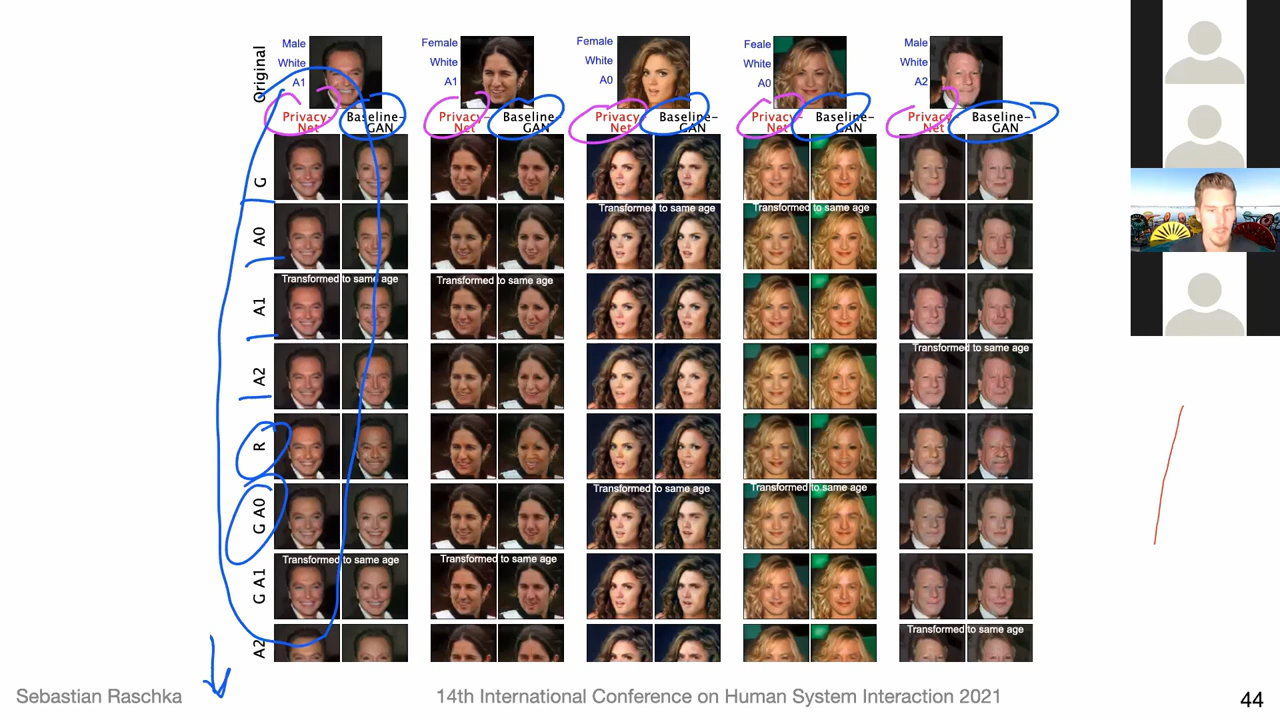 Original
Male
White
A1
Female
White
A1
Female
White
A0
Feale
White
A0
Male
White
A2
Privacy-
Net
Baseline-
GAN
Privacy-
Net
Baseline-
GAN
Privacy-
Net
Baseline-
GAN
Privacy-
Net
Baseline-
GAN
Privacy-
Net
Baseline-
GAN
G
A0
Transformed to same age
Transformed to same age
A1
Transformed to same age
Transformed to same age
A2
Transformed to same age
R
G A0
Transformed to same age
Transformed to same age
G A1
Transformed to same age
Transformed to same age
A2
Transformed to same age
Sebastian Raschka
14th International Conference on Human System Interaction 2021
44